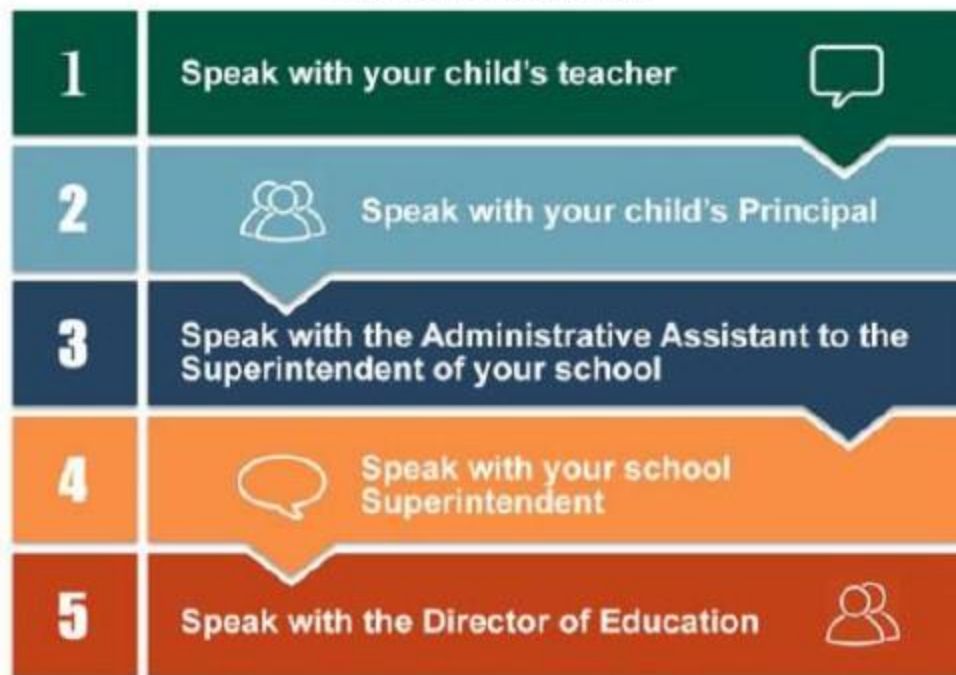 1
Speak with your child's teacher
2
Speak with your child's Principal
3
Speak with the Administrative Assistant to the
Superintendent of your school
4
Speak with your school
Superintendent
5
Speak with the Director of Education